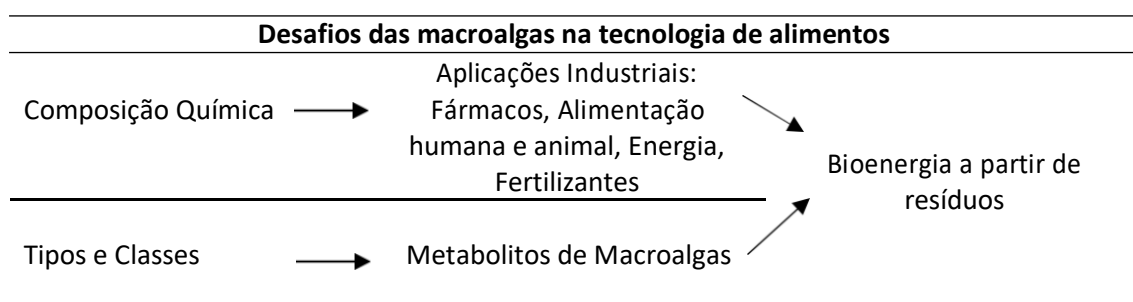 Desafios das macroalgas na tecnologia de alimentos
Composição Química
Aplicações Industriais:
Fármacos, Alimentação
humana e animal, Energia,
Fertilizantes
Bioenergia a partir de
resíduos
Tipos e Classes
Metabolitos de Macroalgas